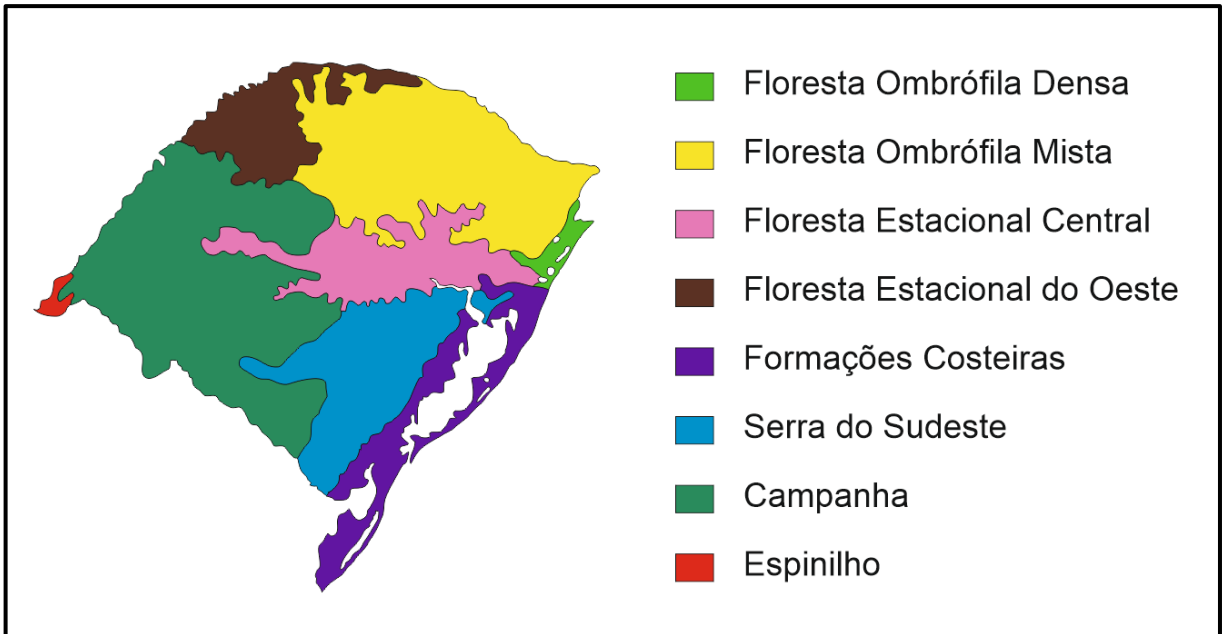 Floresta Ombrófila Densa
Floresta Ombrófila Mista
Floresta Estacional Central
Floresta Estacional do Oeste
Formações Costeiras
Serra do Sudeste
Campanha
Espinilho